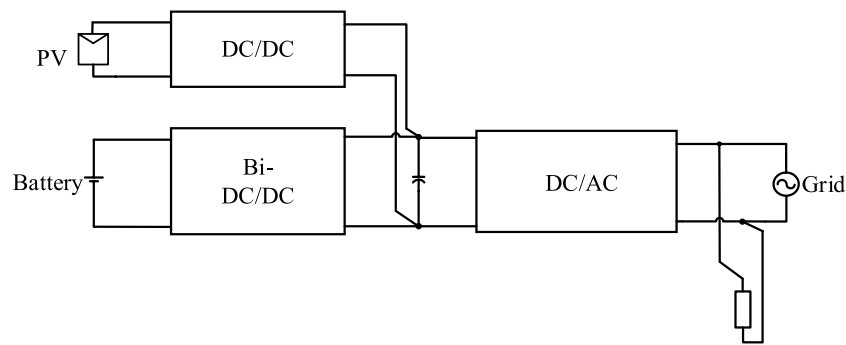 PV
DC/DC
Battery
Bi-
DC/DC
DC/AC
Grid